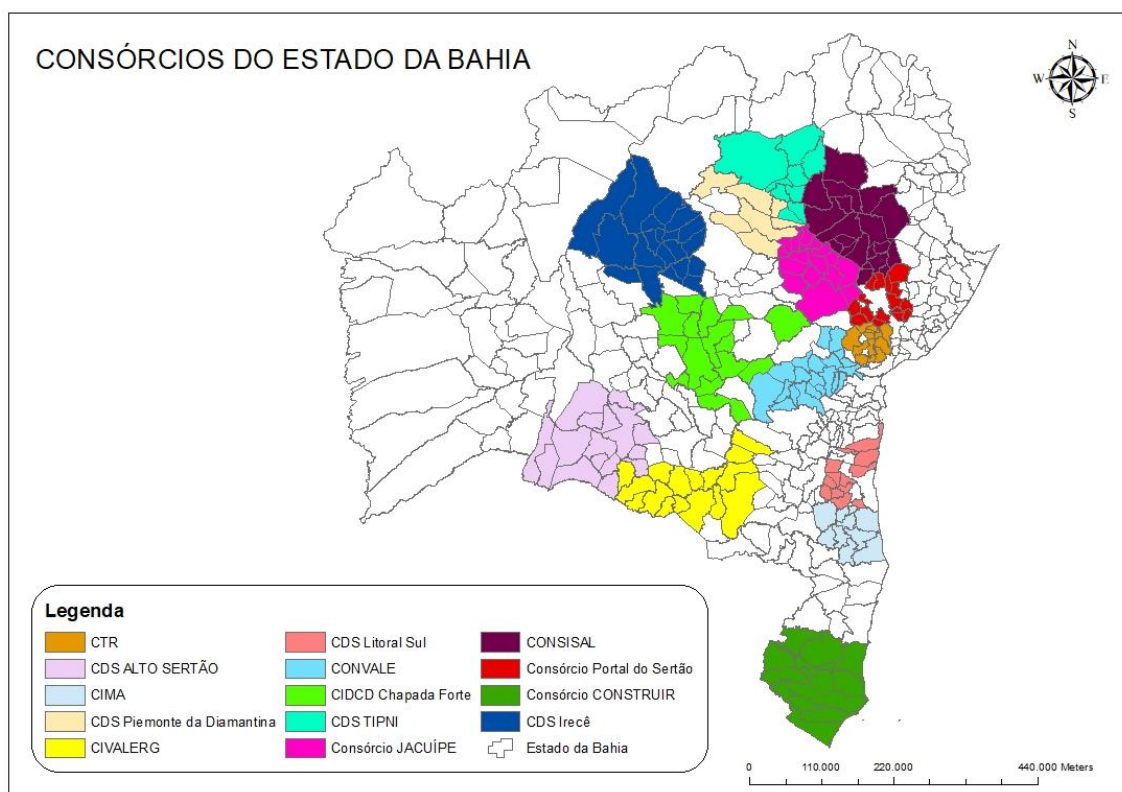 CONSÓRCIOS DO ESTADO DA BAHIA
N
W E
S
Legenda
CTR
CDS ALTO SERTÃO
CIMA
CDS Piemonte da Diamantina
CIVALERG
CDS Litoral Sul
CONVALE
CIDCD Chapada Forte
CDS TIPNI
Consórcio JACUÍPE
CONSISAL
Consórcio Portal do Sertão
Consórcio CONSTRUIR
CDS Irecê
Estado da Bahia
0 110.000 220.000 440.000 Meters